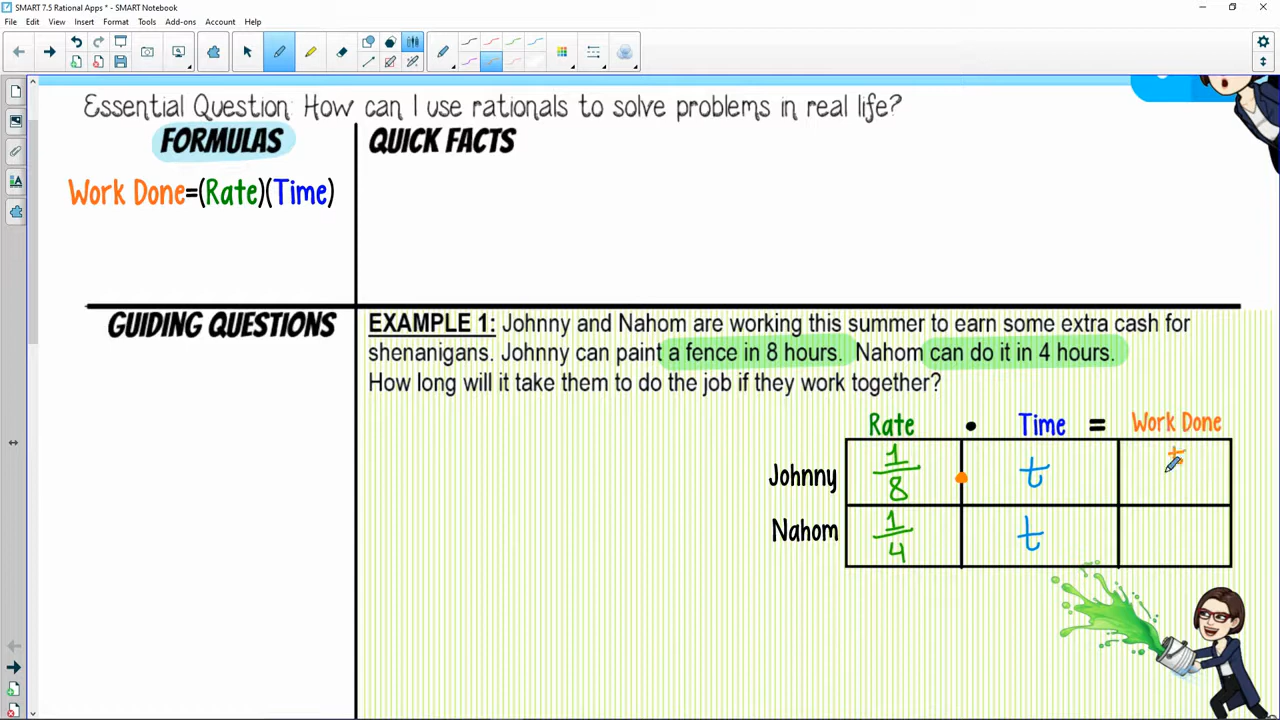 SMART 7.5 Rational Apps * - SMART Notebook
File Edit View Insert Format Tools Add-ons Account Help
Essential Question: How can I use rationals to solve problems in real life?
FORMULAS QUICK FACTS
Work Done=(Rate)(Time)
GUIDING QUESTIONS
EXAMPLE 1: Johnny and Nahom are working this summer to earn some extra cash for
shenanigans. Johnny can paint a fence in 8 hours. Nahom can do it in 4 hours.
How long will it take them to do the job if they work together?
Rate • Time = Work Done
Johnny 1/8 • t t
Nahom 1/4 t